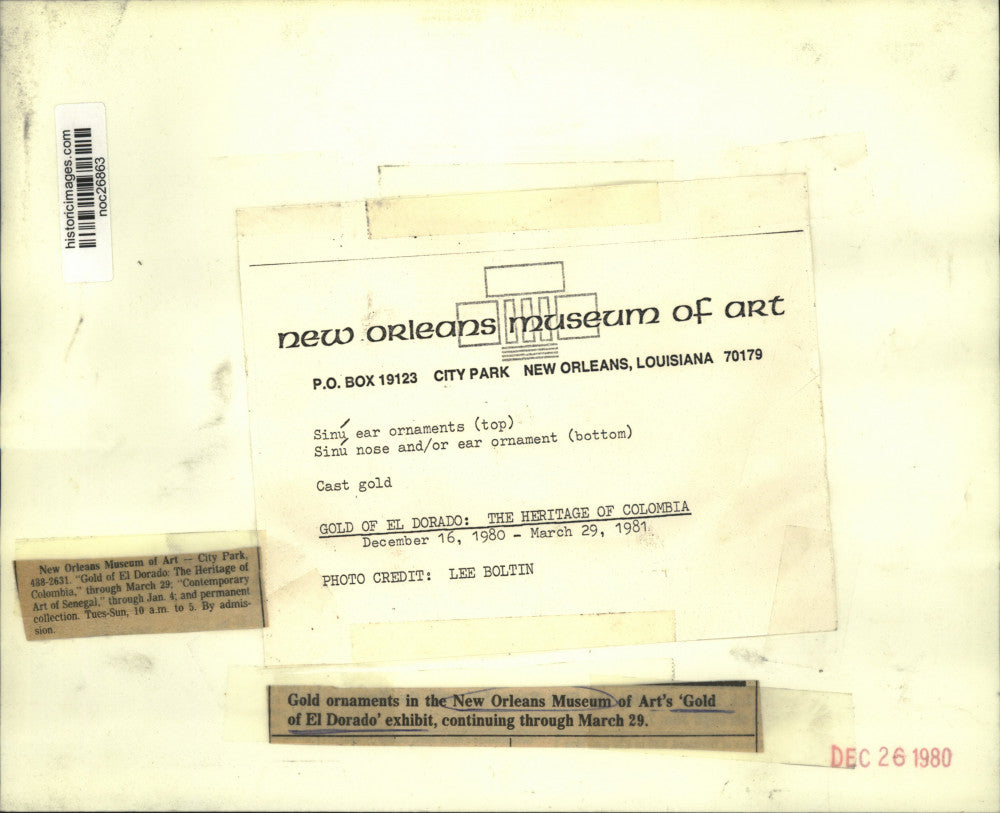 historicimages.com
noc26863
new orleans museum of art
P.O. BOX 19123 CITY PARK NEW ORLEANS, LOUISIANA 70179
Sinú ear ornaments (top)
Sinú nose and/or ear ornament (bottom)
Cast gold
GOLD OF EL DORADO: THE HERITAGE OF COLOMBIA
December 16, 1980 - March 29, 1981
PHOTO CREDIT: LEE BOLTIN
New Orleans Museum of Art — City Park,
488-2631. "Gold of El Dorado: The Heritage of
Colombia," through March 29; "Contemporary
Art of Senegal," through Jan. 4; and permanent
collection. Tues-Sun, 10 a.m. to 5. By admis-
sion.
Gold ornaments in the New Orleans Museum of Art's 'Gold
of El Dorado' exhibit, continuing through March 29.
DEC 26 1980